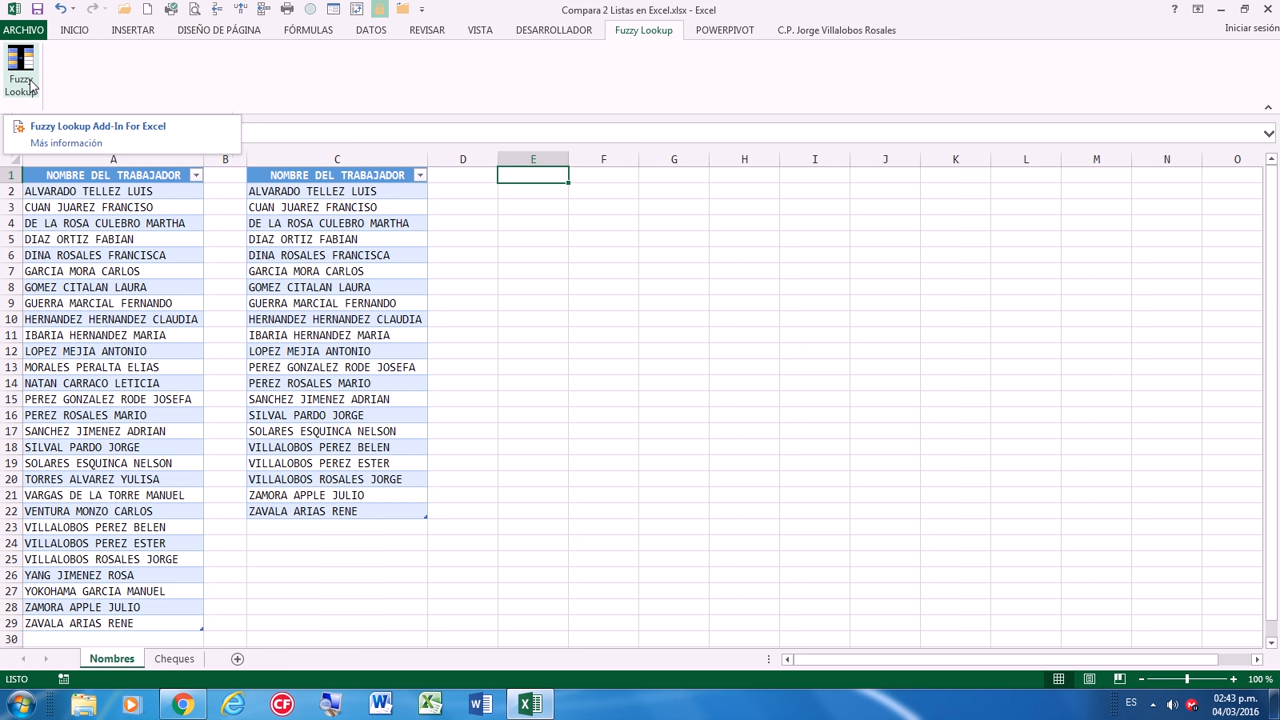 Compara 2 Listas en Excel.xlsx - Excel
ARCHIVO INICIO INSERTAR DISEÑO DE PÁGINA FÓRMULAS DATOS REVISAR VISTA DESARROLLADOR Fuzzy Lookup POWERPIVOT C.P. Jorge Villalobos Rosales Iniciar sesión
Fuzzy
Lookup
Fuzzy Lookup Add-In For Excel
Más información
A B C D E F G H I J K L M N O
1 NOMBRE DEL TRABAJADOR NOMBRE DEL TRABAJADOR
2 ALVARADO TELLEZ LUIS ALVARADO TELLEZ LUIS
3 CUAN JUAREZ FRANCISO CUAN JUAREZ FRANCISO
4 DE LA ROSA CULEBRO MARTHA DE LA ROSA CULEBRO MARTHA
5 DIAZ ORTIZ FABIAN DIAZ ORTIZ FABIAN
6 DINA ROSALES FRANCISCA DINA ROSALES FRANCISCA
7 GARCIA MORA CARLOS GARCIA MORA CARLOS
8 GOMEZ CITALAN LAURA GOMEZ CITALAN LAURA
9 GUERRA MARCIAL FERNANDO GUERRA MARCIAL FERNANDO
10 HERNANDEZ HERNANDEZ CLAUDIA HERNANDEZ HERNANDEZ CLAUDIA
11 IBARIA HERNANDEZ MARIA IBARIA HERNANDEZ MARIA
12 LOPEZ MEJIA ANTONIO LOPEZ MEJIA ANTONIO
13 MORALES PERALTA ELIAS PEREZ GONZALEZ RODE JOSEFA
14 NATAN CARRACO LETICIA PEREZ ROSALES MARIO
15 PEREZ GONZALEZ RODE JOSEFA SANCHEZ JIMENEZ ADRIAN
16 PEREZ ROSALES MARIO SILVAL PARDO JORGE
17 SANCHEZ JIMENEZ ADRIAN SOLARES ESQUINCA NELSON
18 SILVAL PARDO JORGE VILLALOBOS PEREZ BELEN
19 SOLARES ESQUINCA NELSON VILLALOBOS PEREZ ESTER
20 TORRES ALVAREZ YULISA VILLALOBOS ROSALES JORGE
21 VARGAS DE LA TORRE MANUEL ZAMORA APPLE JULIO
22 VENTURA MONZO CARLOS ZAVALA ARIAS RENE
23 VILLALOBOS PEREZ BELEN
24 VILLALOBOS PEREZ ESTER
25 VILLALOBOS ROSALES JORGE
26 YANG JIMENEZ ROSA
27 YOKOHAMA GARCIA MANUEL
28 ZAMORA APPLE JULIO
29 ZAVALA ARIAS RENE
30
Nombres Cheques
LISTO 100 %
ES 02:43 p.m.
04/03/2016